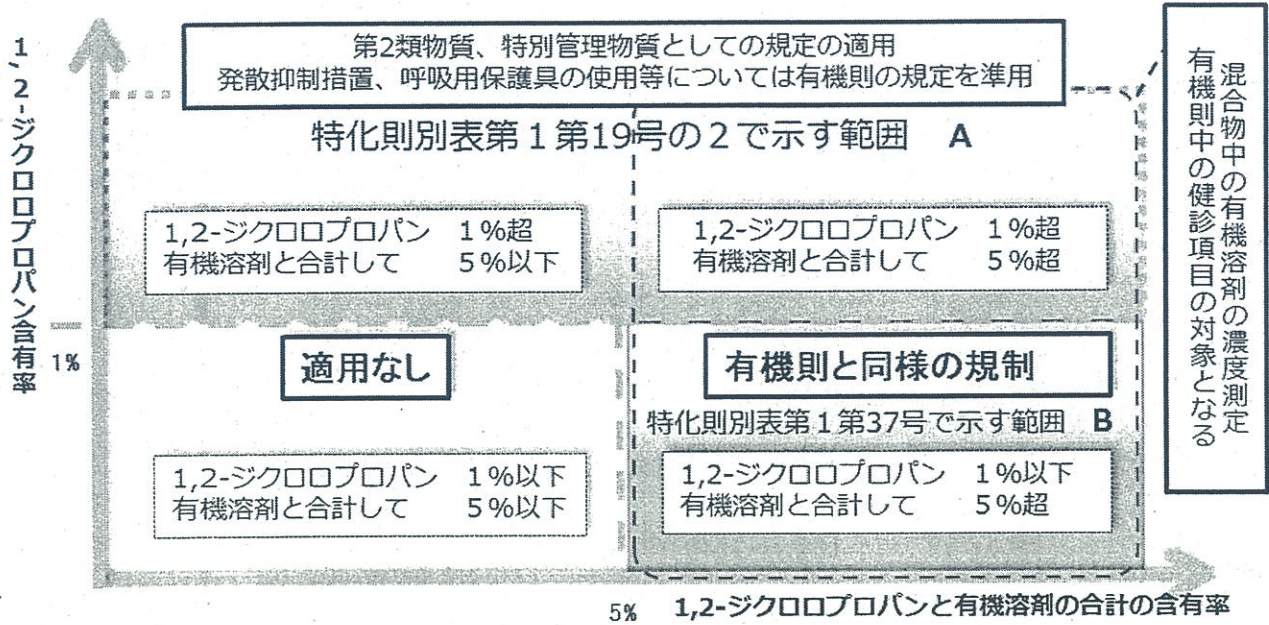 第2類物質、特別管理物質としての規定の適用
発散抑制措置、呼吸用保護具の使用等については有機則の規定を準用
混合物中の有機溶剤の濃度測定
有機則中の健診項目の対象となる
1,2-ジクロロプロパン含有率
特化則別表第1第19号の2で示す範囲 A
1,2-ジクロロプロパン 1%超
有機溶剤と合計して 5%以下
1,2-ジクロロプロパン 1%超
有機溶剤と合計して 5%超
1%
適用なし
有機則と同様の規制
特化則別表第1第37号で示す範囲 B
1,2-ジクロロプロパン 1%以下
有機溶剤と合計して 5%以下
1,2-ジクロロプロパン 1%以下
有機溶剤と合計して 5%超
5%
1,2-ジクロロプロパンと有機溶剤の合計の含有率